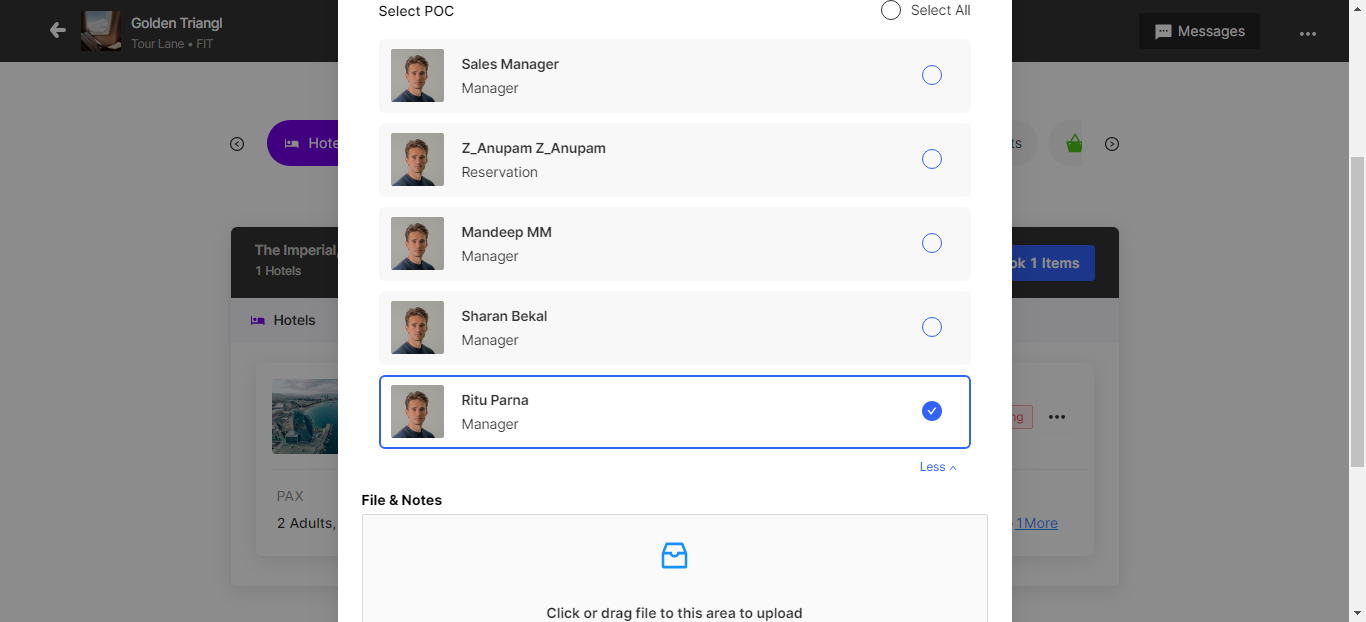 Golden Triangl
Tour Lane • FIT
Messages
Select POC
Select All
Sales Manager
Manager
Z_Anupam Z_Anupam
Reservation
Mandeep MM
Manager
Sharan Bekal
Manager
Ritu Parna
Manager
Less
File & Notes
Click or drag file to this area to upload
Hote
ts
The Imperial,
1 Hotels
ok 1 Items
Hotels
ng
PAX
2 Adults,
1More